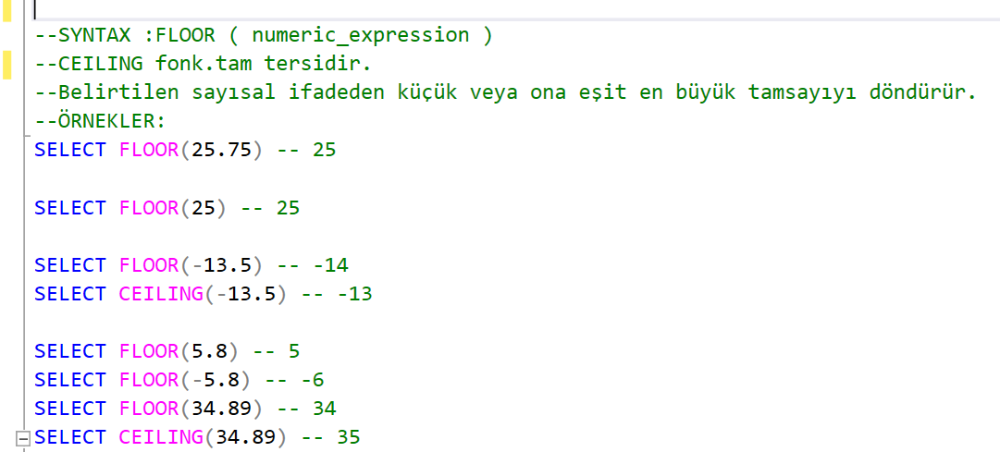 --SYNTAX :FLOOR ( numeric_expression )
--CEILING fonk.tam tersidir.
--Belirtilen sayısal ifadeden küçük veya ona eşit en büyük tamsayıyı döndürür.
--ÖRNEKLER:
SELECT FLOOR(25.75) -- 25
SELECT FLOOR(25) -- 25
SELECT FLOOR(-13.5) -- -14
SELECT CEILING(-13.5) -- -13
SELECT FLOOR(5.8) -- 5
SELECT FLOOR(-5.8) -- -6
SELECT FLOOR(34.89) -- 34
SELECT CEILING(34.89) -- 35